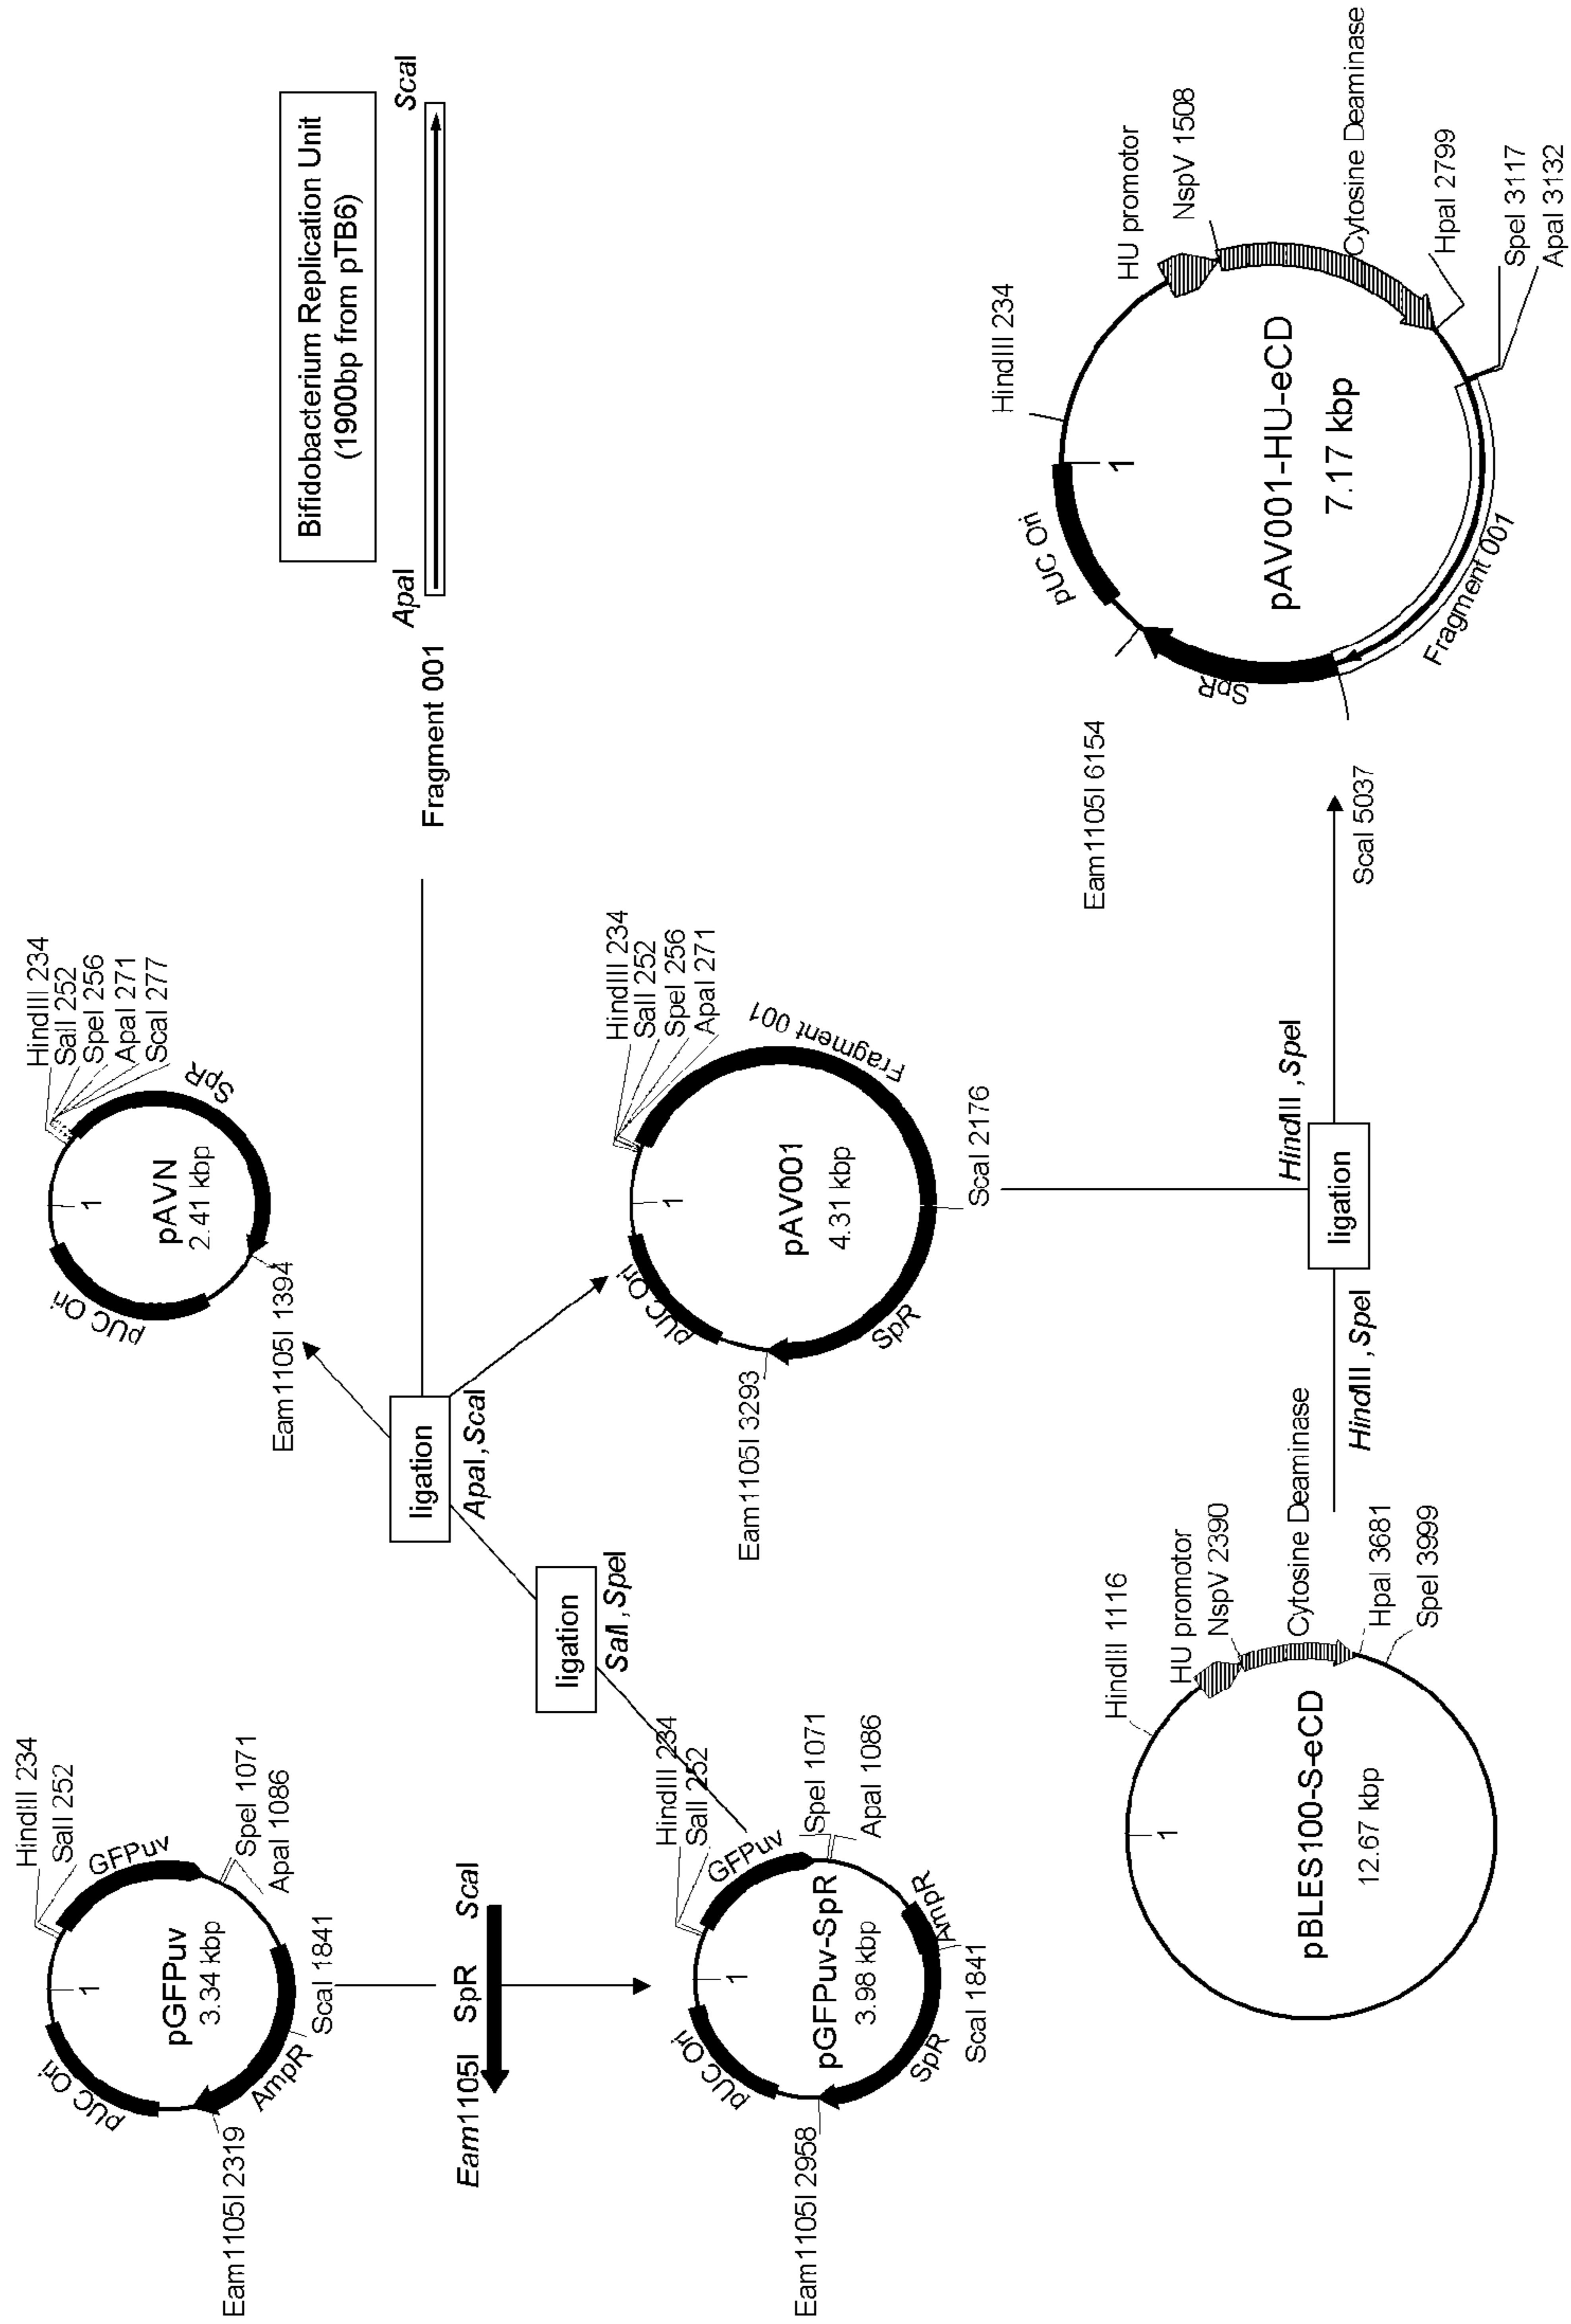 HindIII 234
SalI 252
GFPuv
SpeI 1071
ApaI 1086
1
pGFPuv
3.34 kbp
pUC Ori
AmpR
ScaI 1841
Eam1105I 2319
Eam1105I
SpR
ScaI
HindIII 234
SalI 252
GFPuv
SpeI 1071
ApaI 1086
1
pGFPuv-SpR
3.98 kbp
pUC Ori
AmpR
SpR
ScaI 1841
Eam1105I 2958
ligation
SalI ,SpeI
ligation
ApaI ,ScaI
HindIII 234
SalI 252
SpeI 256
ApaI 271
ScaI 277
SpR
1
pAVN
2.41 kbp
pUC Ori
Eam1105I 1394
Fragment 001
ApaI
ScaI
Bifidobacterium Replication Unit
(1900bp from pTB6)
HindIII 234
SalI 252
SpeI 256
ApaI 271
Fragment 001
1
pAV001
4.31 kbp
pUC Ori
SpR
ScaI 2176
Eam1105I 3293
HindIII 1116
HU promotor
NspV 2390
Cytosine Deaminase
HpaI 3681
SpeI 3999
1
pBLES100-S-eCD
12.67 kbp
HindIII ,SpeI
ligation
HindIII ,SpeI
HindIII 234
HU promotor
NspV 1508
Cytosine Deaminase
HpaI 2799
SpeI 3117
ApaI 3132
1
pAV001-HU-eCD
7.17 kbp
pUC Ori
SpR
Fragment 001
Eam1105I 6154
ScaI 5037